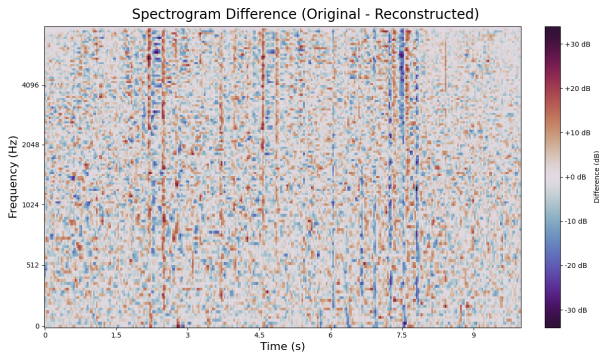 Spectrogram Difference (Original - Reconstructed)
Frequency (Hz)
4096
2048
1024
512
0
0 1.5 3 4.5 6 7.5 9
Time (s)
+30 dB
+20 dB
+10 dB
+0 dB
-10 dB
-20 dB
-30 dB
Difference (dB)